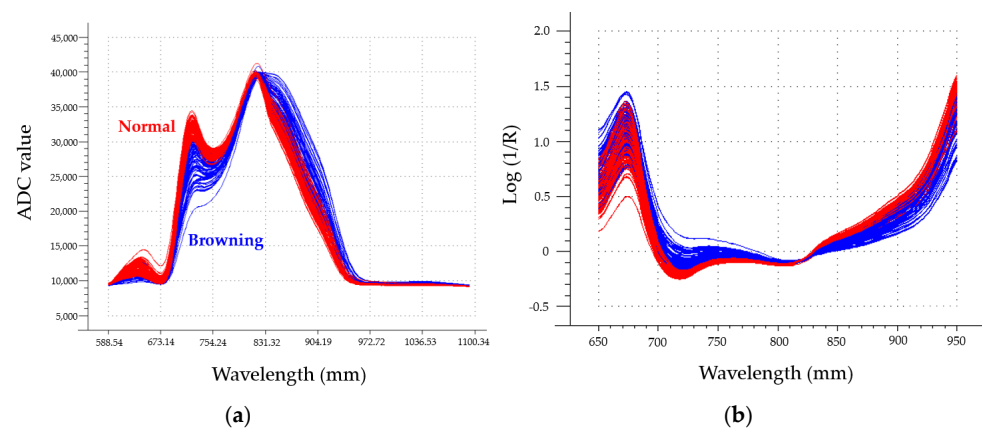 45,000
40,000
35,000
30,000
25,000
20,000
15,000
10,000
5,000
ADC value
Normal
Browning
588.54 673.14 754.24 831.32 904.19 972.72 1036.53 1100.34
Wavelength (mm)
(a)
2.0
1.5
1.0
0.5
0
-0.5
Log (1/R)
650 700 750 800 850 900 950
Wavelength (mm)
(b)